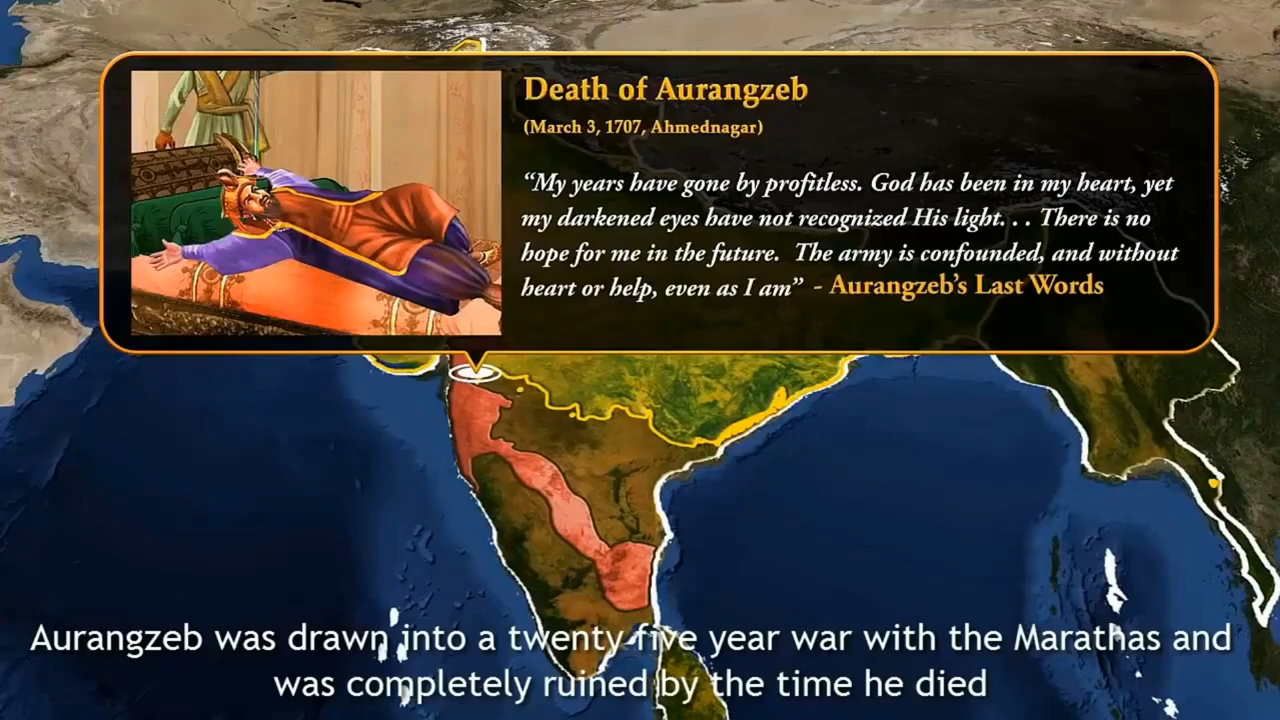 Death of Aurangzeb
(March 3, 1707, Ahmednagar)
“My years have gone by profitless. God has been in my heart, yet
my darkened eyes have not recognized His light. . . There is no
hope for me in the future. The army is confounded, and without
heart or help, even as I am” - Aurangzeb’s Last Words
Aurangzeb was drawn into a twenty-five year war with the Marathas and
was completely ruined by the time he died